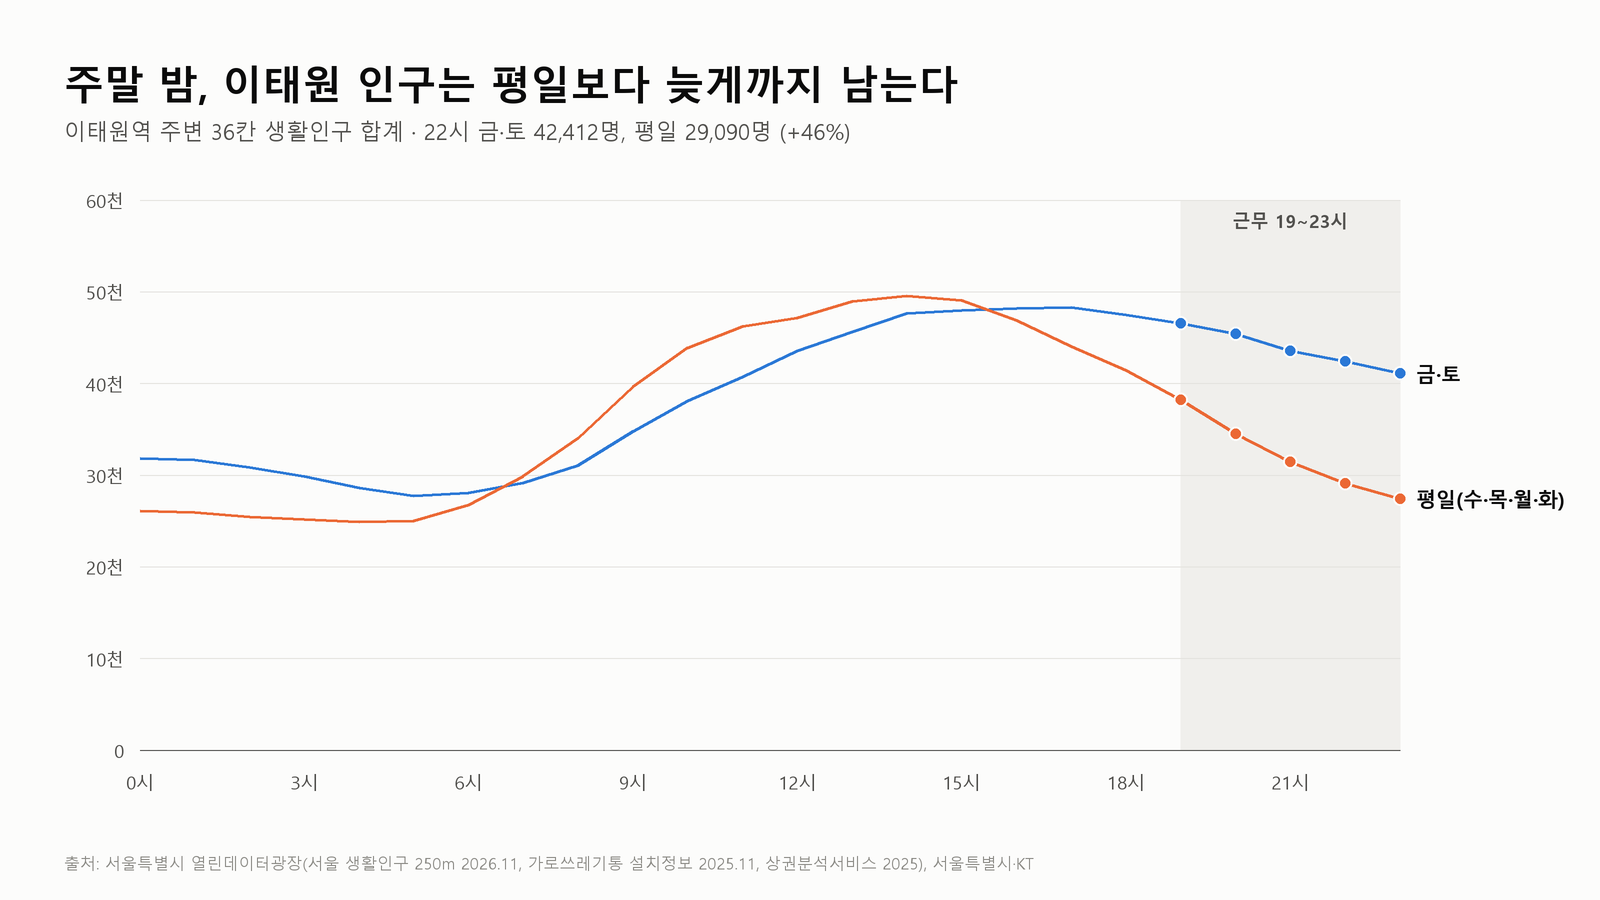 주말 밤, 이태원 인구는 평일보다 늦게까지 남는다
이태원역 주변 36칸 생활인구 합계 · 22시 금·토 42,412명, 평일 29,090명 (+46%)
60천
근무 19~23시
50천
40천
금·토
30천
평일(수·목·월·화)
20천
10천
0
0시 3시 6시 9시 12시 15시 18시 21시
출처: 서울특별시 열린데이터광장(서울 생활인구 250m 2026.11, 가로쓰레기통 설치정보 2025.11, 상권분석서비스 2025), 서울특별시·KT